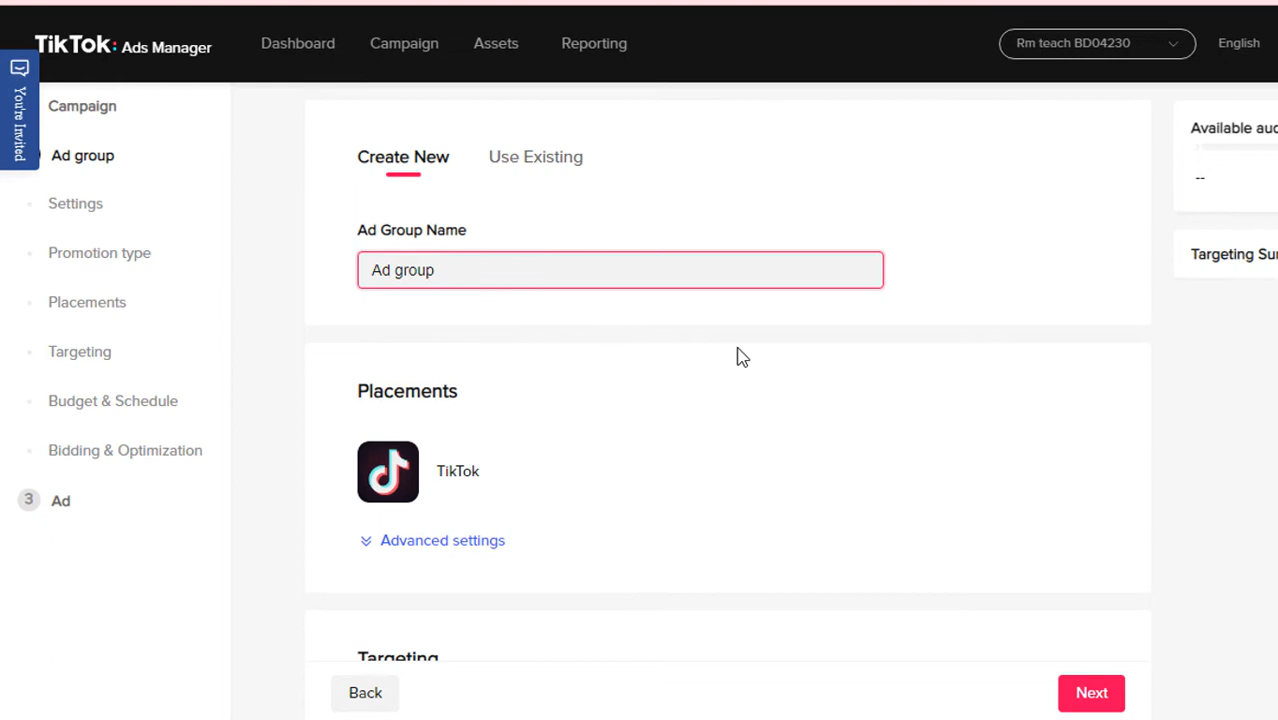 TikTok: Ads Manager
Dashboard
Campaign
Assets
Reporting
Rm teach BD04230
English
You're Invited
Campaign
Ad group
Settings
Promotion type
Placements
Targeting
Budget & Schedule
Bidding & Optimization
3 Ad
Create New
Use Existing
Ad Group Name
Ad group
Placements
TikTok
Advanced settings
Targeting
Back
Next
Available aud
--
Targeting Sum